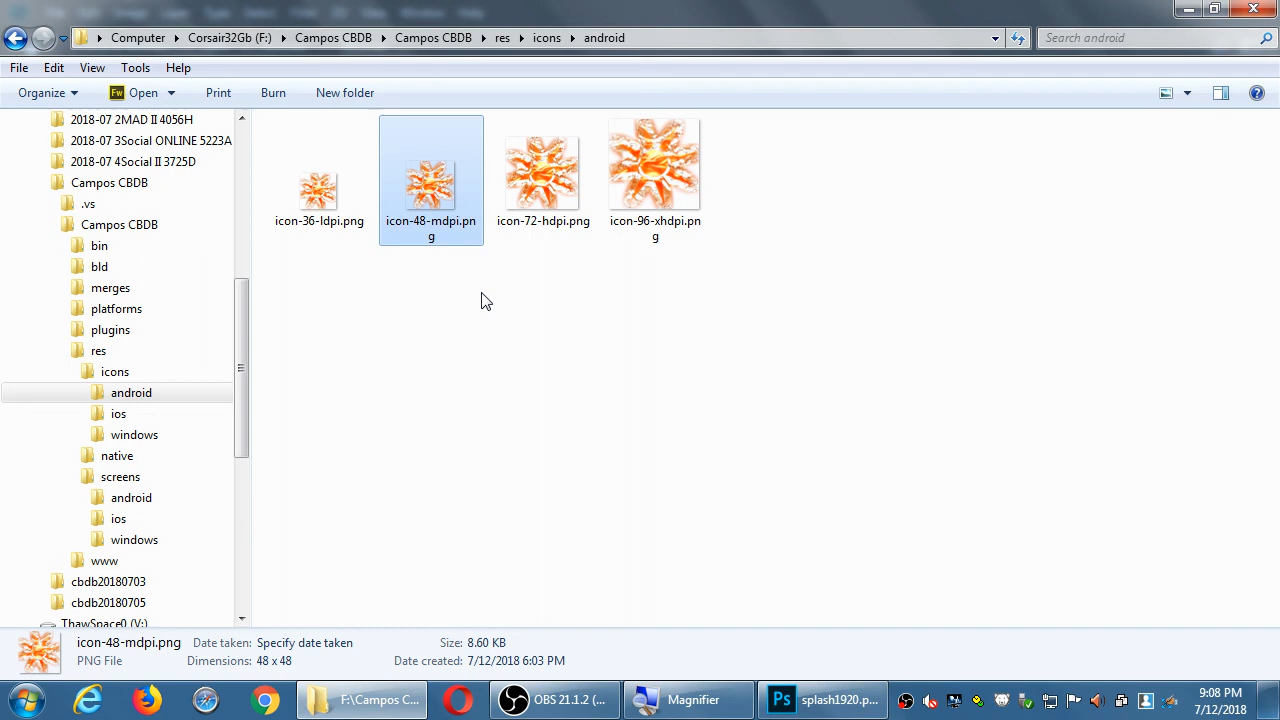 Computer Corsair32Gb (F:) Campos CBDB Campos CBDB res icons android
Search android
File Edit View Tools Help
Organize Fw Open Print Burn New folder
2018-07 2MAD II 4056H
2018-07 3Social ONLINE 5223A
2018-07 4Social II 3725D
Campos CBDB
.vs
Campos CBDB
bin
bld
merges
platforms
plugins
res
icons
android
ios
windows
native
screens
android
ios
windows
www
cbdb20180703
cbdb20180705
ThawSpace0 (V:)
icon-36-ldpi.png
icon-48-mdpi.pn
g
icon-72-hdpi.png
icon-96-xhdpi.pn
g
icon-48-mdpi.png Date taken: Specify date taken Size: 8.60 KB
PNG File Dimensions: 48 x 48 Date created: 7/12/2018 6:03 PM
F:\Campos C...
OBS 21.1.2 (...
Magnifier
Ps splash1920.p...
9:08 PM
7/12/2018